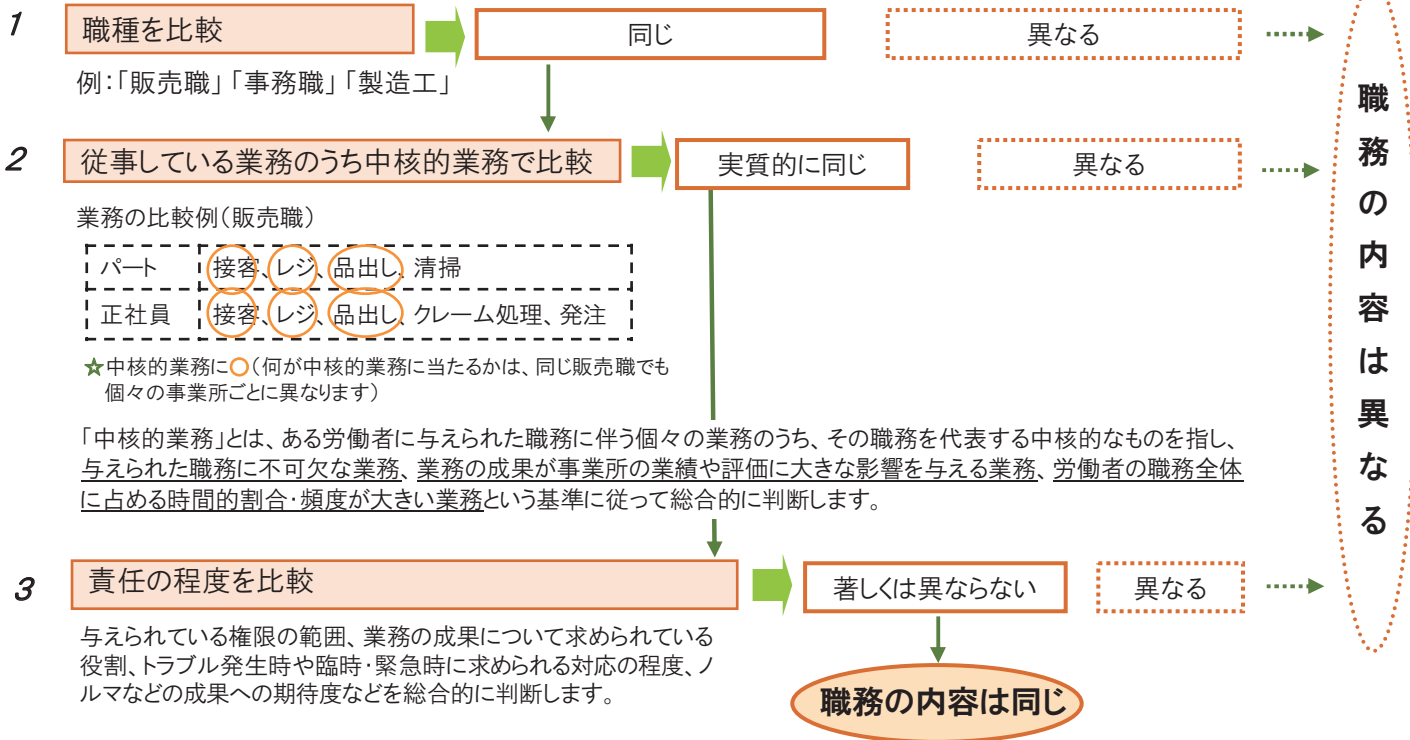 1 職種を比較 同じ 異なる
例：「販売職」「事務職」「製造工」
2 従事している業務のうち中核的業務で比較 実質的に同じ 異なる
業務の比較例（販売職）
パート 接客、レジ、品出し、清掃
正社員 接客、レジ、品出し、クレーム処理、発注
☆中核的業務に○（何が中核的業務に当たるかは、同じ販売職でも
個々の事業所ごとに異なります）
「中核的業務」とは、ある労働者に与えられた職務に伴う個々の業務のうち、その職務を代表する中核的なものを指し、
与えられた職務に不可欠な業務、業務の成果が事業所の業績や評価に大きな影響を与える業務、労働者の職務全体
に占める時間的割合・頻度が大きい業務という基準に従って総合的に判断します。
3 責任の程度を比較 著しくは異ならない 異なる
与えられている権限の範囲、業務の成果について求められている
役割、トラブル発生時や臨時・緊急時に求められる対応の程度、ノ
ルマなどの成果への期待度などを総合的に判断します。
職務の内容は同じ
職務の内容は異なる